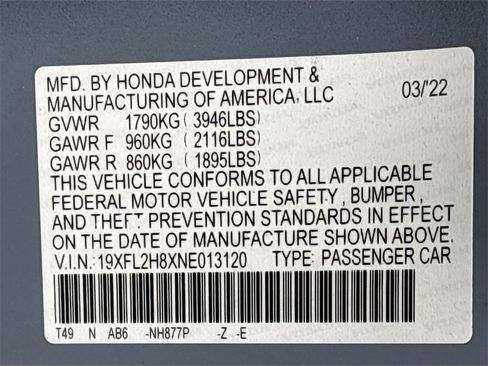 MFD. BY HONDA DEVELOPMENT &
MANUFACTURING OF AMERICA, LLC 03/'22
GVWR 1790KG (3946LBS)
GAWR F 960KG (2116LBS)
GAWR R 860KG (1895LBS)
THIS VEHICLE CONFORMS TO ALL APPLICABLE
FEDERAL MOTOR VEHICLE SAFETY , BUMPER,
AND THEFT PREVENTION STANDARDS IN EFFECT
ON THE DATE OF MANUFACTURE SHOWN ABOVE.
V.I.N.: 19XFL2H8XNE013120 TYPE: PASSENGER CAR
T49 N AB6 -NH877P -Z -E